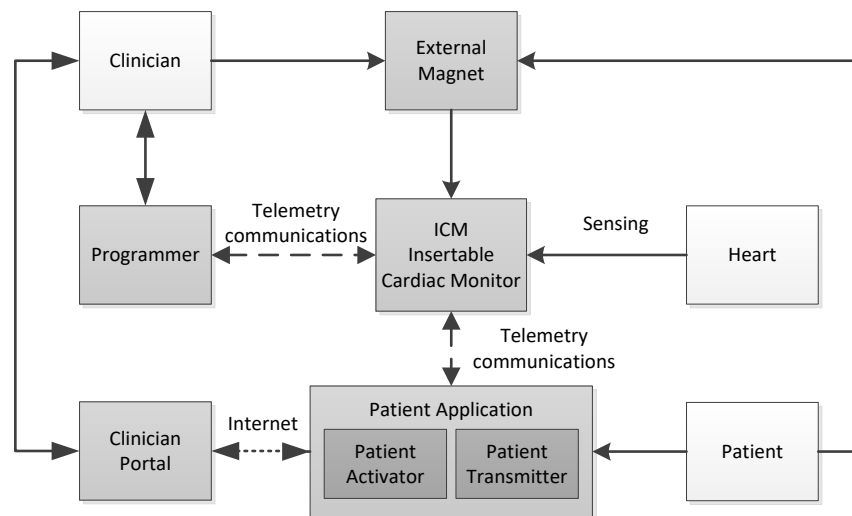 Clinician
External
Magnet
Telemetry
communications
Programmer
ICM
Insertable
Cardiac Monitor
Sensing
Heart
Telemetry
communications
Clinician
Portal
Internet
Patient Application
Patient
Activator
Patient
Transmitter
Patient